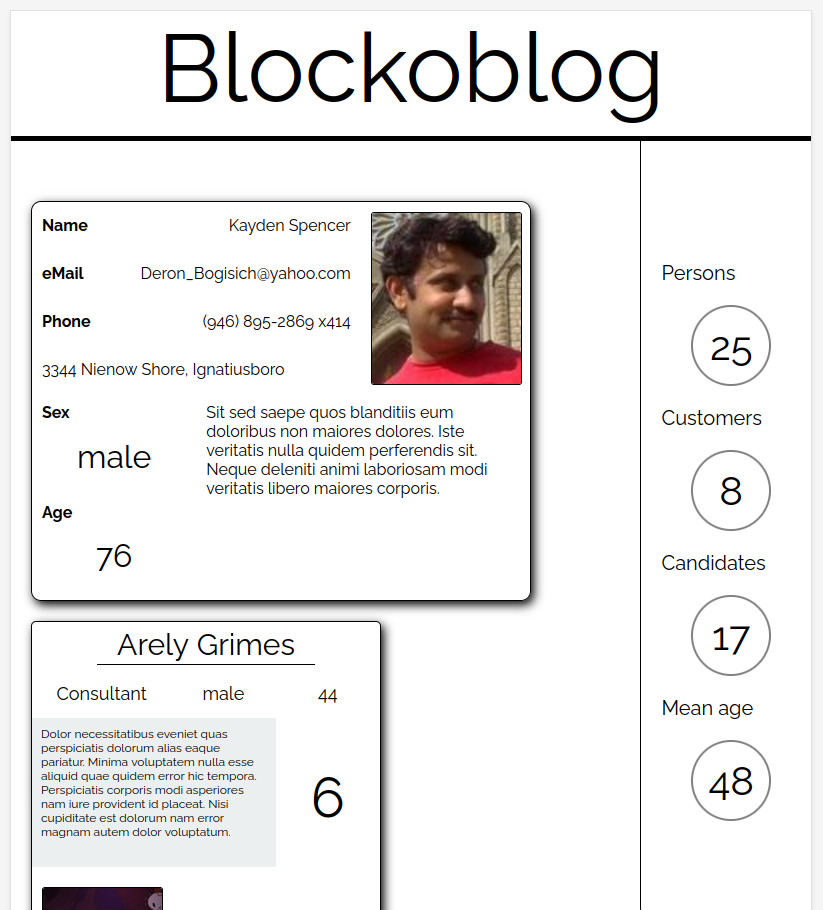 Blockoblog
Name Kayden Spencer
eMail Deron_Bogisich@yahoo.com
Phone (946) 895-2869 x414
3344 Nienow Shore, Ignatiusboro
Sex
male
Age
76
Sit sed saepe quos blanditiis eum
doloribus non maiores dolores. Iste
veritatis nulla quidem perferendis sit.
Neque deleniti animi laboriosam modi
veritatis libero maiores corporis.
Arely Grimes
Consultant male 44
Dolor necessitatibus eveniet quas
perspiciatis dolorum alias eaque
pariatur. Minima voluptatem nulla esse
aliquid quae quidem error hic tempora.
Perspiciatis corporis modi asperiores
nam iure provident id placeat. Nisi
cupiditate est dolorum nam error
magnam autem dolor voluptatum.
6
Persons
25
Customers
8
Candidates
17
Mean age
48